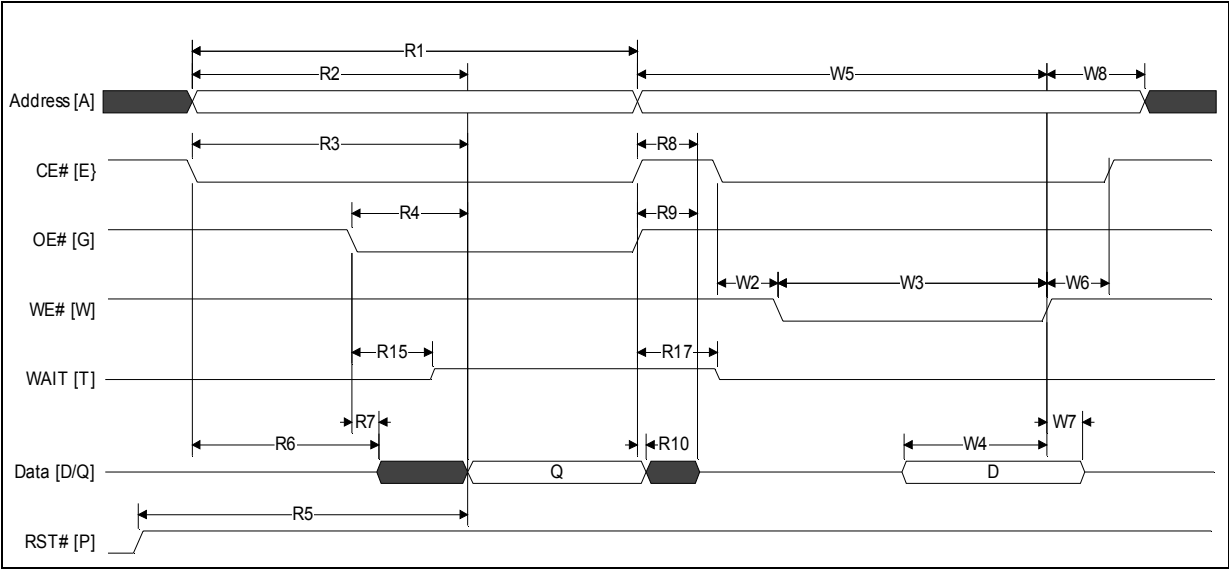 R1
R2
W5
W8
Address [A]
R3
R8
CE# [E}
R4
R9
OE# [G]
W2
W3
W6
WE# [W]
R15
R17
WAIT [T]
R7
W7
R6
R10
W4
Data [D/Q]
Q
D
R5
RST# [P]